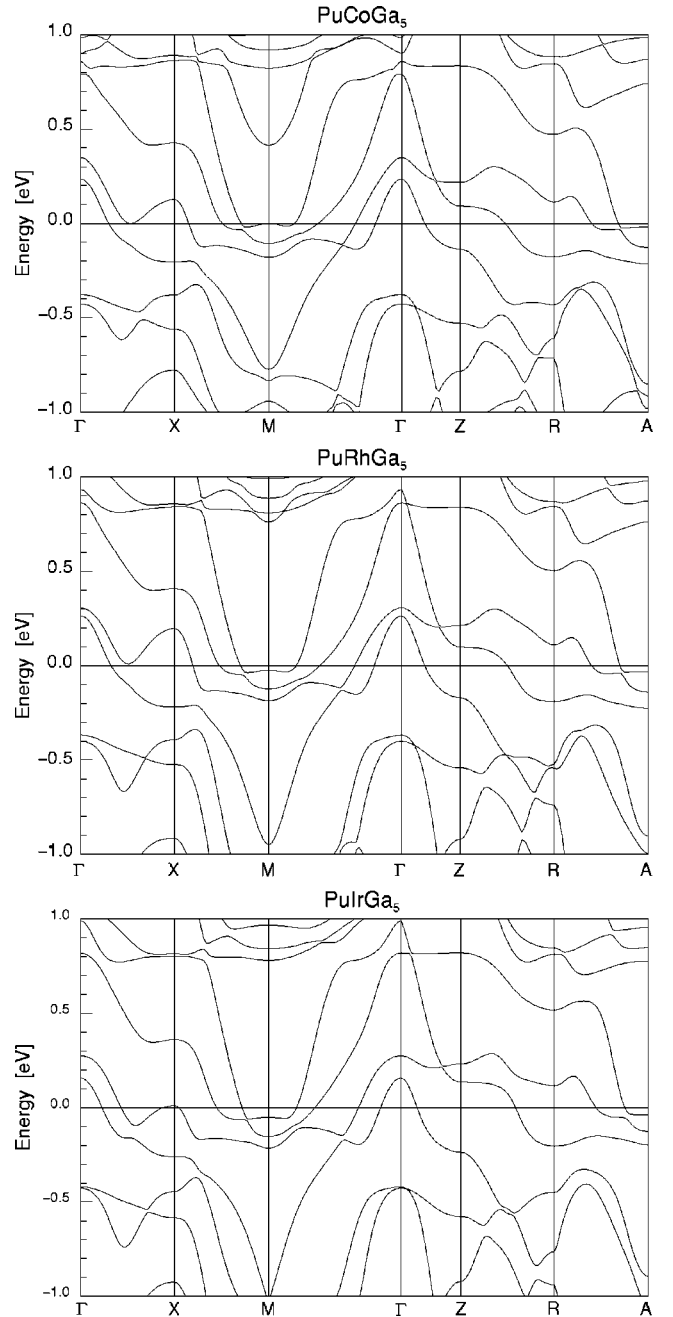 PuCoGa₅
1.0
0.5
0.0
−0.5
−1.0
Energy [eV]
Γ X M Γ Z R A
PuRhGa₅
1.0
0.5
0.0
−0.5
−1.0
Energy [eV]
Γ X M Γ Z R A
PuIrGa₅
1.0
0.5
0.0
−0.5
−1.0
Energy [eV]
Γ X M Γ Z R A